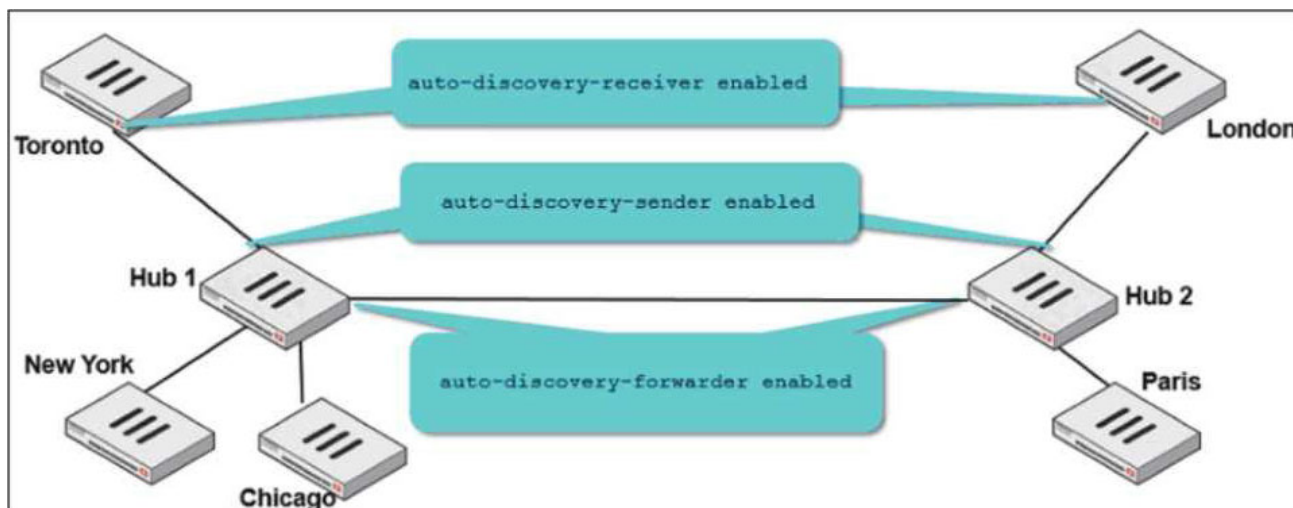 auto-discovery-receiver enabled
Toronto
London
auto-discovery-sender enabled
Hub 1
Hub 2
New York
auto-discovery-forwarder enabled
Paris
Chicago